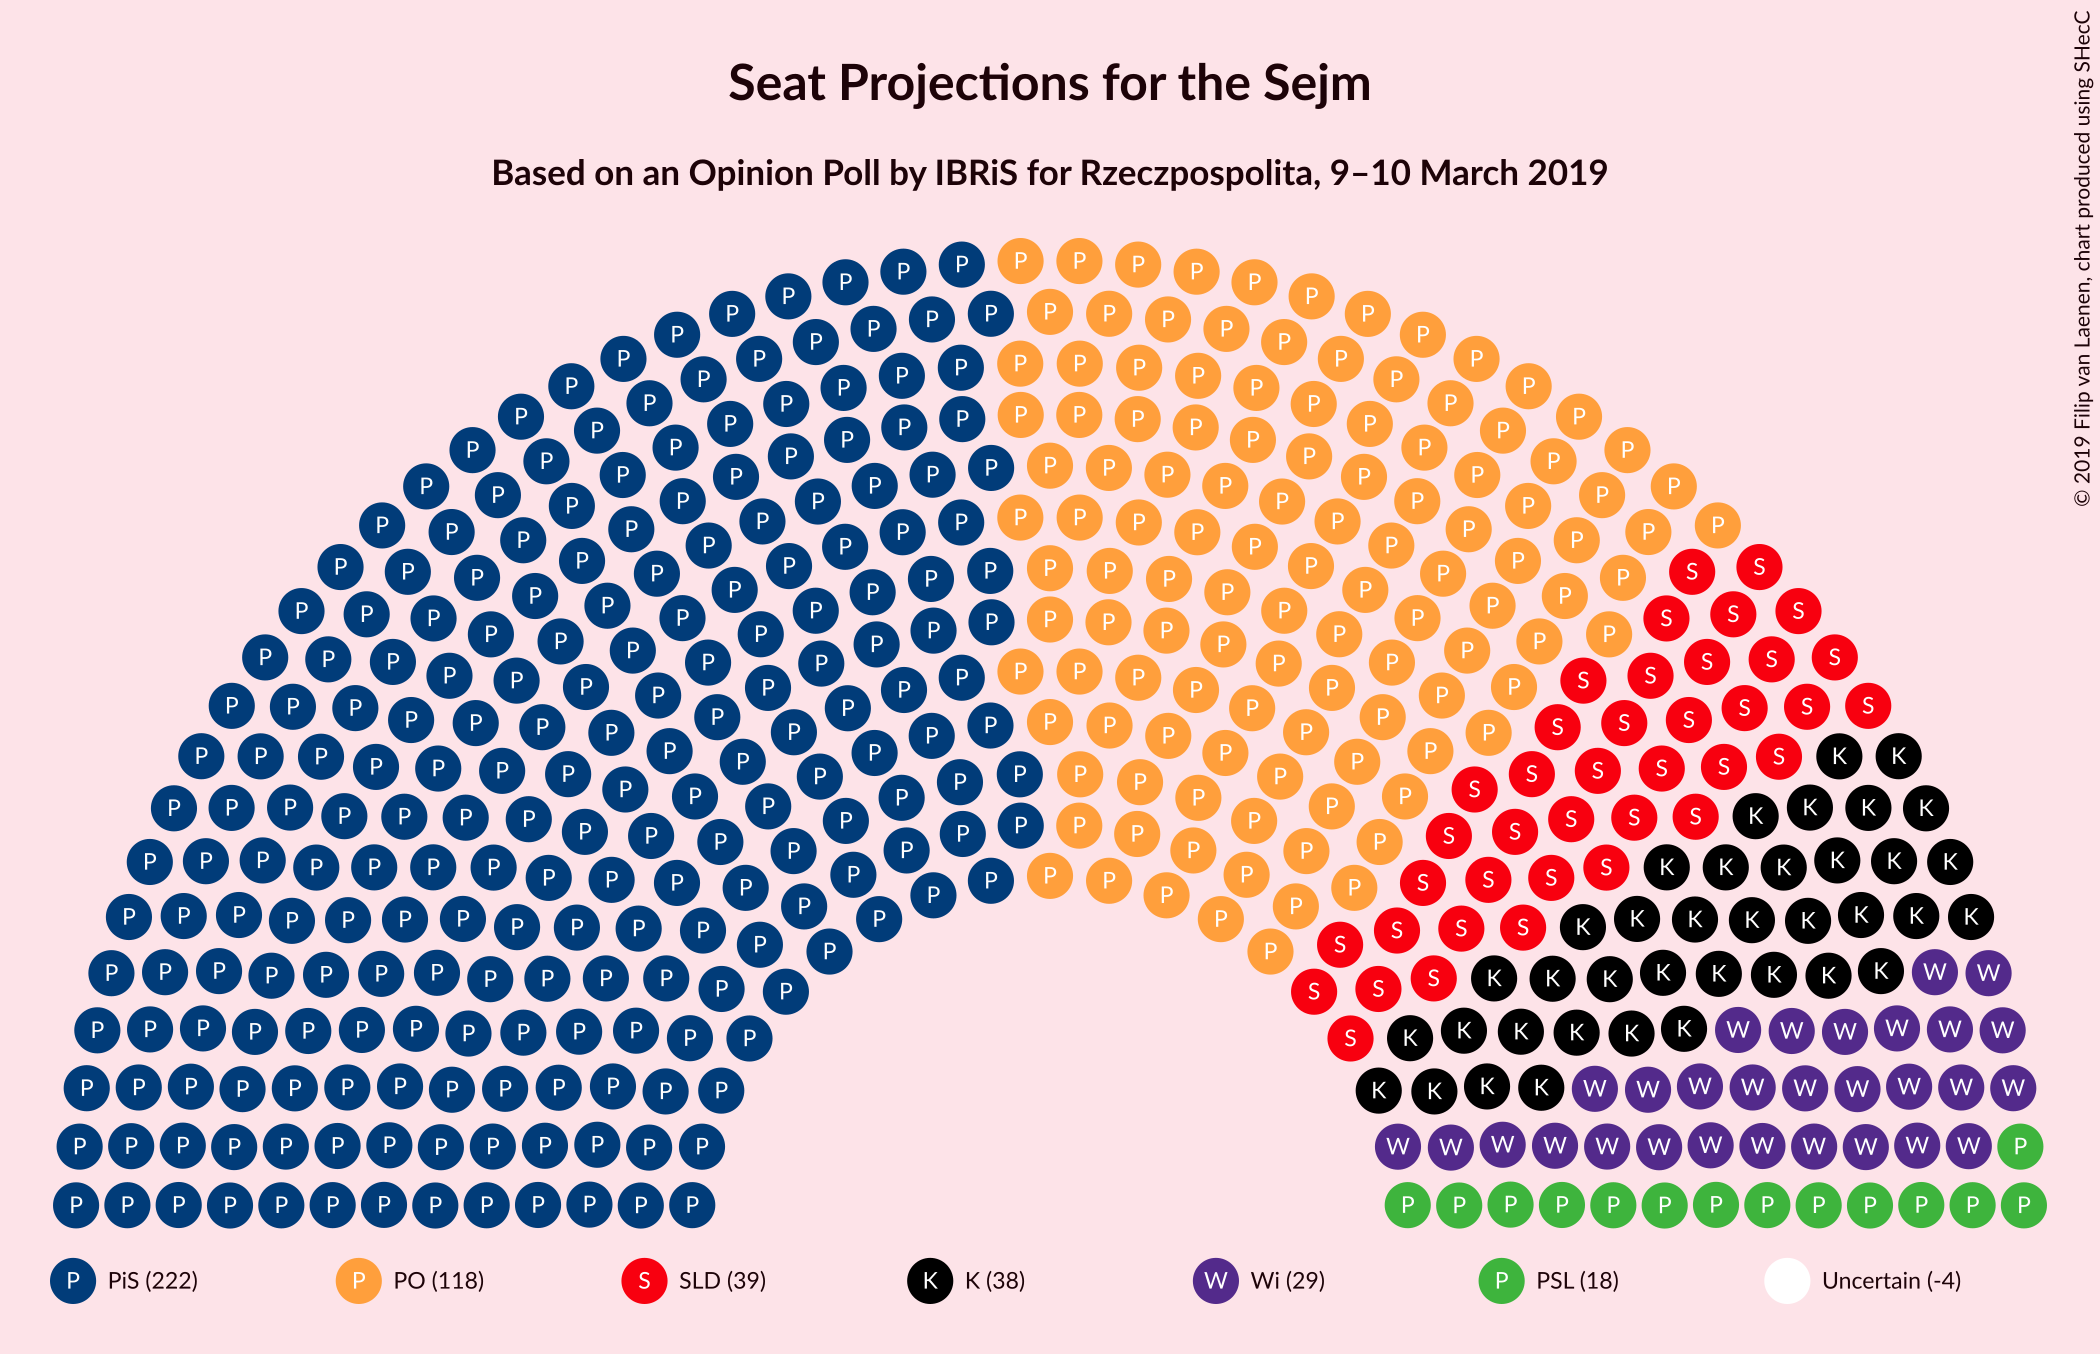 Seat Projections for the Sejm
Based on an Opinion Poll by IBRiS for Rzeczpospolita, 9–10 March 2019
© 2019 Filip van Laenen, chart produced using SHecC
P PiS (222)
P PO (118)
S SLD (39)
K K (38)
W Wi (29)
P PSL (18)
Uncertain (-4)